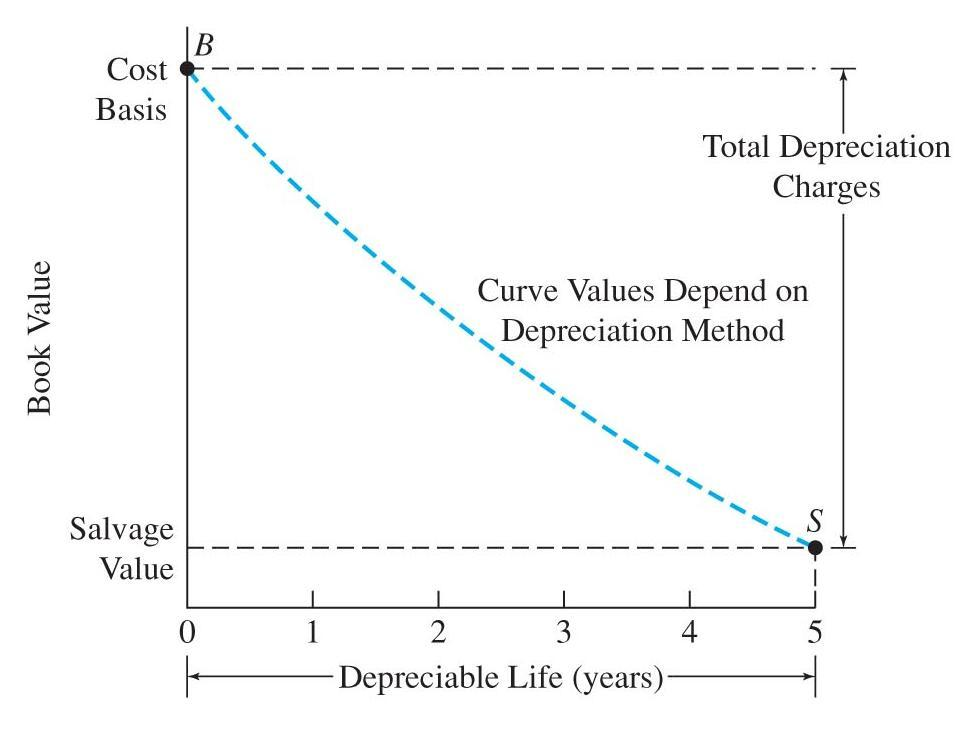 B
Cost
Basis
Total Depreciation
Charges
Curve Values Depend on
Depreciation Method
Book Value
S
Salvage
Value
0 1 2 3 4 5
Depreciable Life (years)